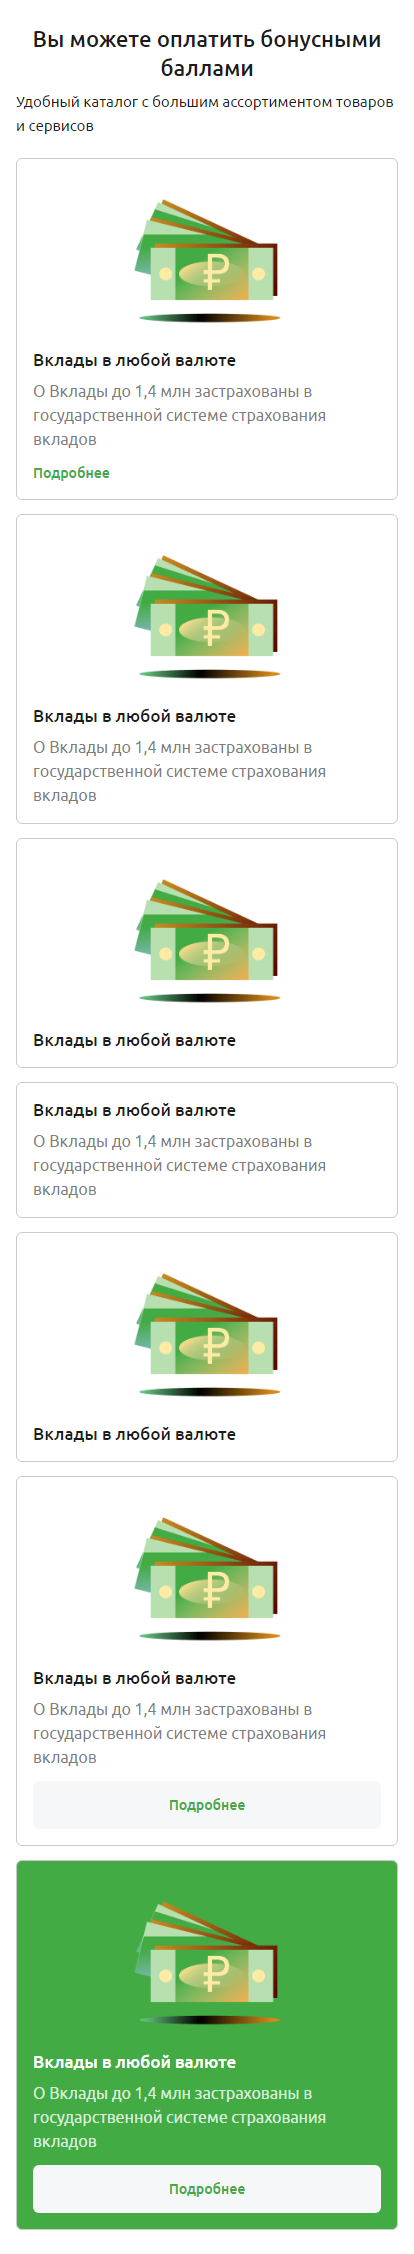 Вы можете оплатить бонусными
баллами
Удобный каталог с большим ассортиментом товаров
и сервисов
₽
Вклады в любой валюте
О Вклады до 1,4 млн застрахованы в
государственной системе страхования
вкладов
Подробнее
₽
Вклады в любой валюте
О Вклады до 1,4 млн застрахованы в
государственной системе страхования
вкладов
₽
Вклады в любой валюте
Вклады в любой валюте
О Вклады до 1,4 млн застрахованы в
государственной системе страхования
вкладов
₽
Вклады в любой валюте
₽
Вклады в любой валюте
О Вклады до 1,4 млн застрахованы в
государственной системе страхования
вкладов
Подробнее
₽
Вклады в любой валюте
О Вклады до 1,4 млн застрахованы в
государственной системе страхования
вкладов
Подробнее